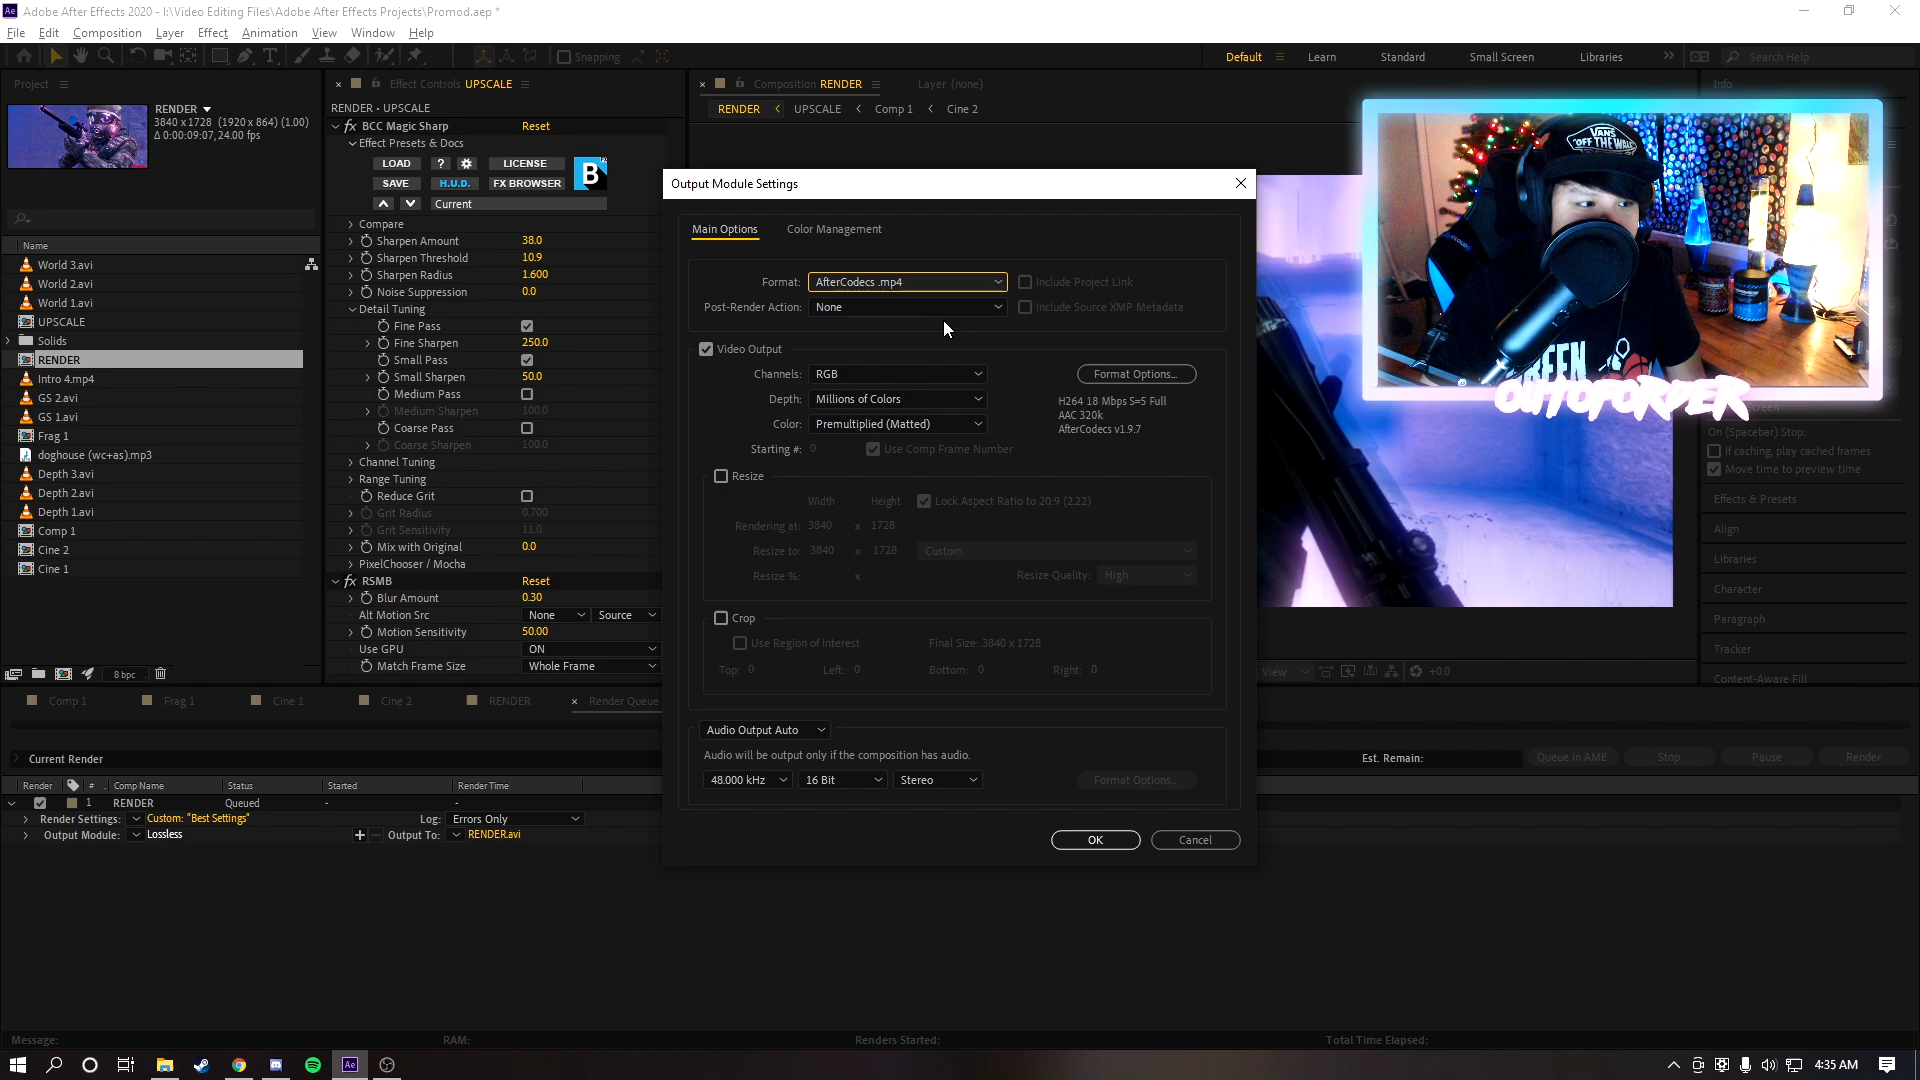 Adobe After Effects 2020 - I:\Video Editing Files\Adobe After Effects Projects\Promod.aep *
File Edit Composition Layer Effect Animation View Window Help
Snapping
Default Learn Standard Small Screen Libraries Search Help
Project
RENDER
3840 x 1728 (1920 x 864) (1.00)
Δ 0:00:09:07, 24.00 fps
Name
World 3.avi
World 2.avi
World 1.avi
UPSCALE
Solids
RENDER
Intro 4.mp4
GS 2.avi
GS 1.avi
Frag 1
doghouse (wc+as).mp3
Depth 3.avi
Depth 2.avi
Depth 1.avi
Comp 1
Cine 2
Cine 1
8 bpc
Effect Controls UPSCALE
RENDER • UPSCALE
fx BCC Magic Sharp Reset
Effect Presets & Docs
LOAD ? LICENSE
SAVE H.U.D. FX BROWSER
B
Current
Compare
Sharpen Amount 38.0
Sharpen Threshold 10.9
Sharpen Radius 1.600
Noise Suppression 0.0
Detail Tuning
Fine Pass
Fine Sharpen 250.0
Small Pass
Small Sharpen 50.0
Medium Pass
Medium Sharpen 100.0
Coarse Pass
Coarse Sharpen 100.0
Channel Tuning
Range Tuning
Reduce Grit
Grit Radius 0.700
Grit Sensitivity 11.0
Mix with Original 0.0
PixelChooser / Mocha
fx RSMB Reset
Blur Amount 0.30
Alt Motion Src None Source
Motion Sensitivity 50.00
Use GPU ON
Match Frame Size Whole Frame
Composition RENDER Layer (none)
RENDER UPSCALE Comp 1 Cine 2
Output Module Settings
Main Options Color Management
Format: AfterCodecs .mp4 Include Project Link
Post-Render Action: None Include Source XMP Metadata
Video Output
Channels: RGB Format Options...
Depth: Millions of Colors
Color: Premultiplied (Matted)
H264 18 Mbps S=5 Full
AAC 320k
AfterCodecs v1.9.7
Starting #: 0 Use Comp Frame Number
Resize
Width Height Lock Aspect Ratio to 20:9 (2.22)
Rendering at: 3840 x 1728
Resize to: 3840 x 1728 Custom
Resize %: x Resize Quality: High
Crop
Use Region of Interest Final Size: 3840 x 1728
Top: 0 Left: 0 Bottom: 0 Right: 0
Audio Output Auto
Audio will be output only if the composition has audio.
48.000 kHz 16 Bit Stereo Format Options...
OK Cancel
Info
VANS
"OFF THE WALL"
CLOUD
GREEN
OUTOFORDER
On (Spacebar) Stop:
If caching, play cached frames
Move time to preview time
Effects & Presets
Align
Libraries
Character
Paragraph
Tracker
Content-Aware Fill
View +0.0
Comp 1 Frag 1 Cine 1 Cine 2 RENDER Render Queue
Current Render Est. Remain: Queue in AME Stop Pause Render
Render # Comp Name Status Started Render Time
1 RENDER Queued - -
Render Settings: Custom: "Best Settings" Log: Errors Only
Output Module: Lossless Output To: RENDER.avi
Message: RAM: Renders Started: Total Time Elapsed:
Ae 4:35 AM